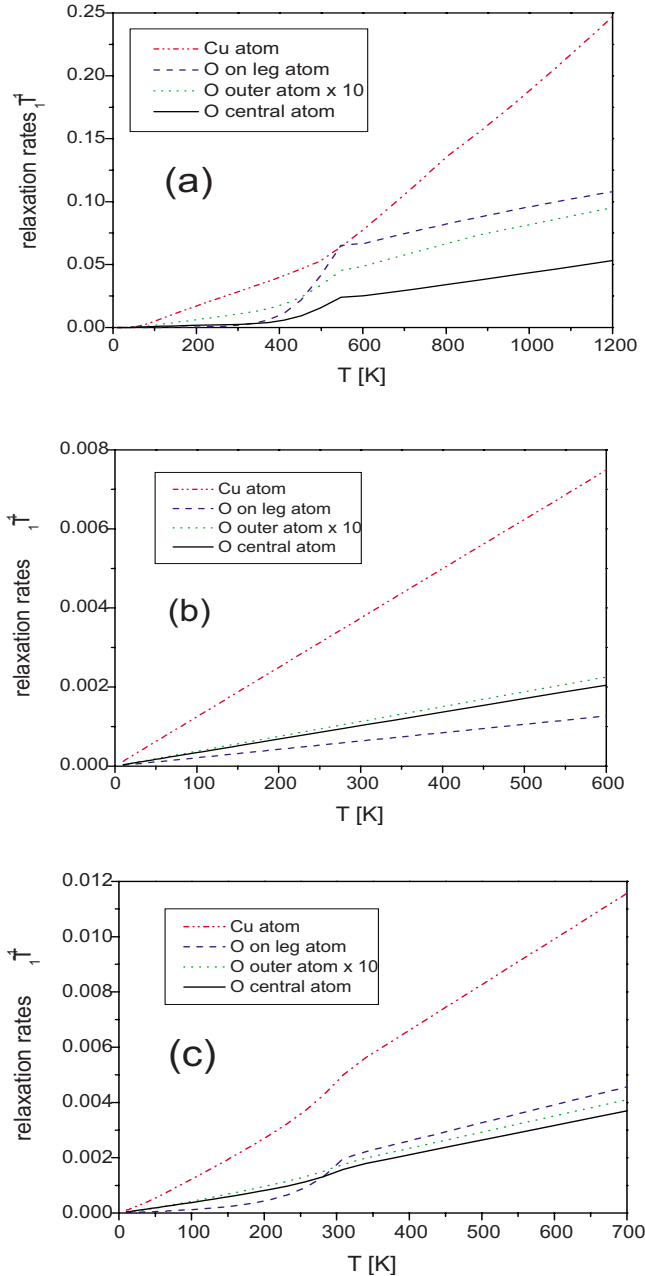 0.25
0.20
0.15
0.10
0.05
0.00
relaxation rates 1T-1
Cu atom
O on leg atom
O outer atom x 10
O central atom
(a)
0 200 400 600 800 1000 1200
T [K]
0.008
0.006
0.004
0.002
0.000
relaxation rates 1T-1
Cu atom
O on leg atom
O outer atom x 10
O central atom
(b)
0 100 200 300 400 500 600
T [K]
0.012
0.010
0.008
0.006
0.004
0.002
0.000
relaxation rates 1T-1
Cu atom
O on leg atom
O outer atom x 10
O central atom
(c)
0 100 200 300 400 500 600 700
T [K]